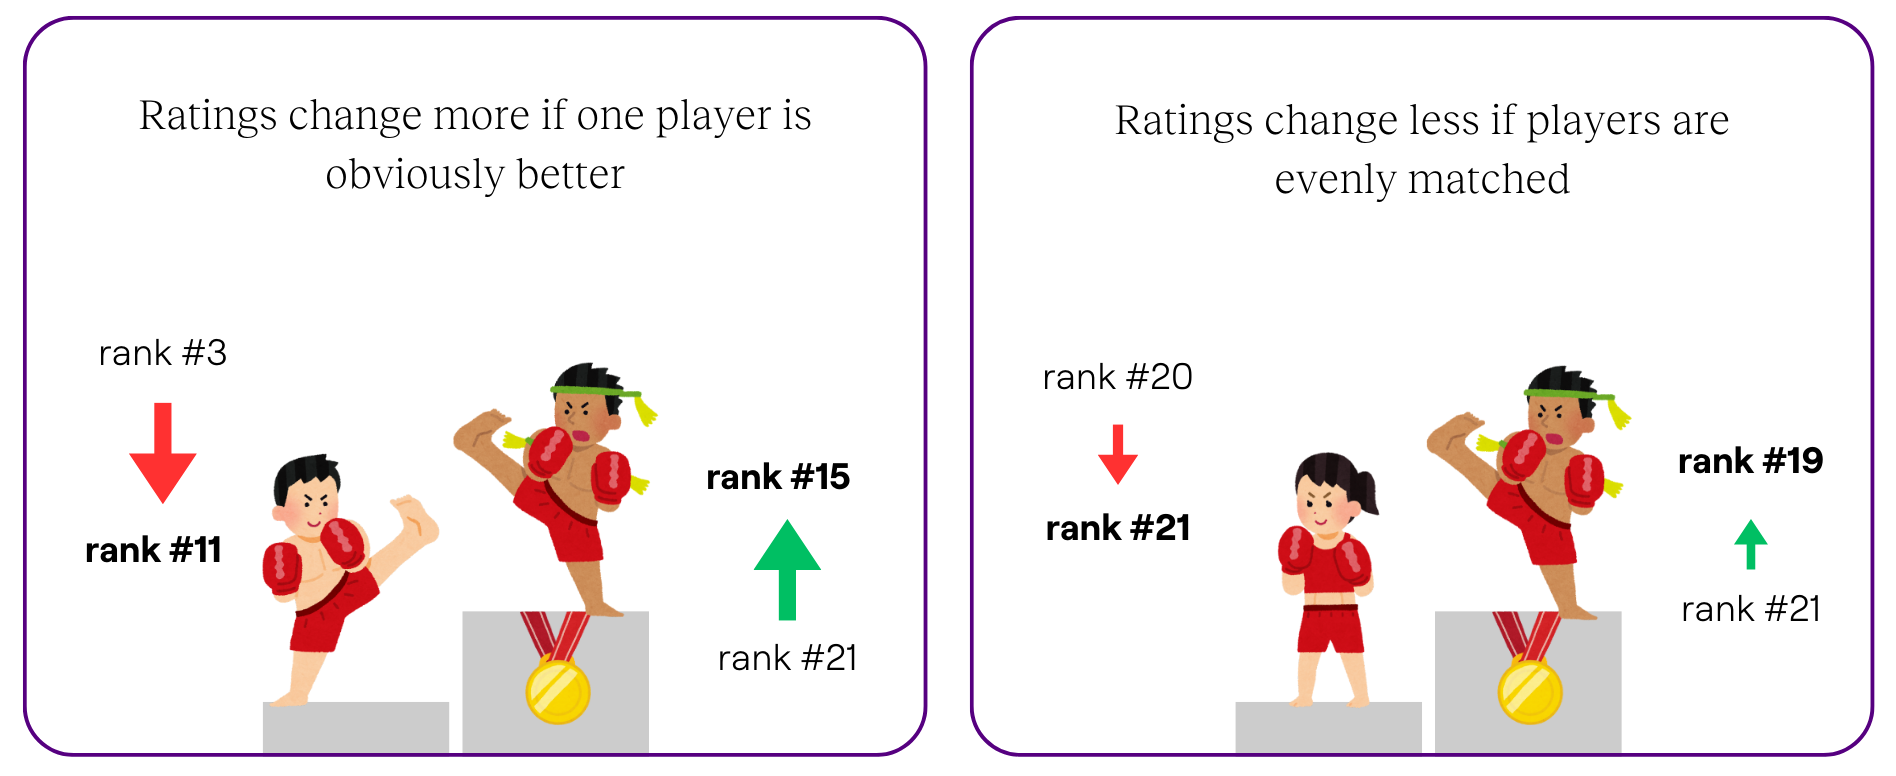 Ratings change more if one player is
obviously better
rank #3
rank #11
rank #15
rank #21
Ratings change less if players are
evenly matched
rank #20
rank #21
rank #19
rank #21